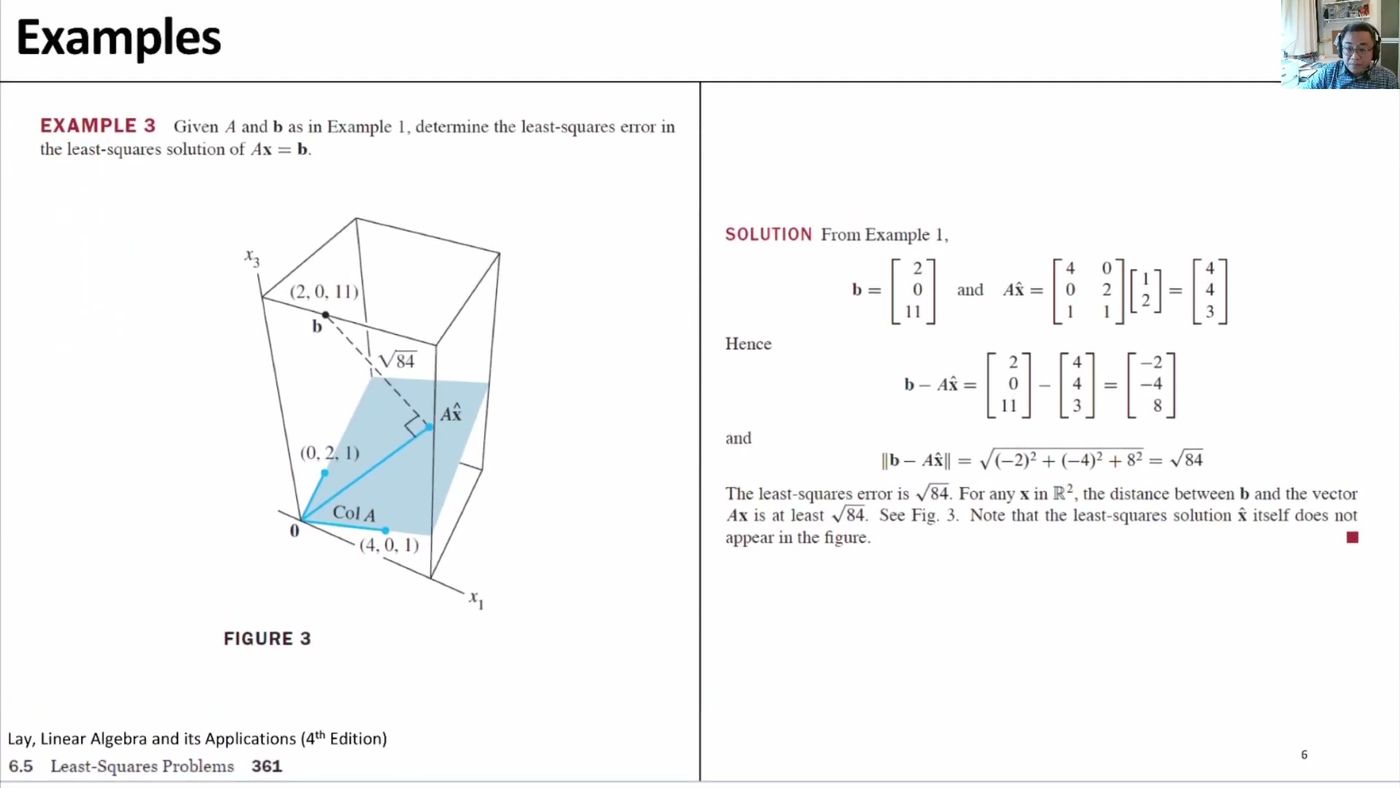 Examples
EXAMPLE 3 Given A and b as in Example 1, determine the least-squares error in
the least-squares solution of Ax = b.
x₃
(2, 0, 11)
b
√84
Ax̂
(0, 2, 1)
Col A
0
(4, 0, 1)
x₁
FIGURE 3
Lay, Linear Algebra and its Applications (4th Edition)
6.5 Least-Squares Problems 361
SOLUTION From Example 1,
b = [2; 0; 11] and Ax̂ = [4 0; 0 2; 1 1][1; 2] = [4; 4; 3]
Hence
b − Ax̂ = [2; 0; 11] − [4; 4; 3] = [−2; −4; 8]
and
‖b − Ax̂‖ = √((−2)² + (−4)² + 8²) = √84
The least-squares error is √84. For any x in ℝ², the distance between b and the vector
Ax is at least √84. See Fig. 3. Note that the least-squares solution x̂ itself does not
appear in the figure.
6